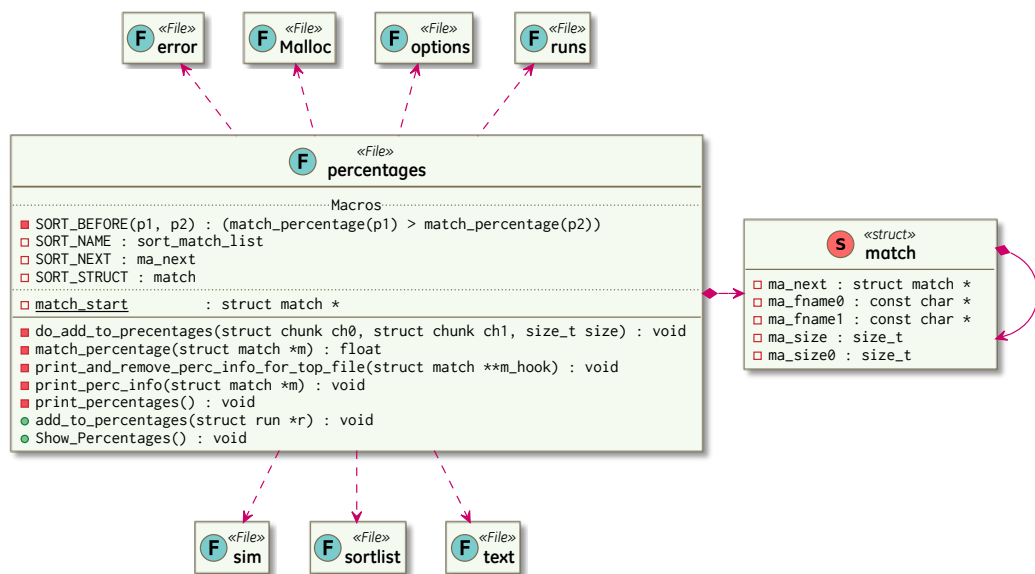 «File»
F error
«File»
F Malloc
«File»
F options
«File»
F runs
«File»
F percentages
Macros
SORT_BEFORE(p1, p2) : (match_percentage(p1) > match_percentage(p2))
SORT_NAME : sort_match_list
SORT_NEXT : ma_next
SORT_STRUCT : match
match_start : struct match *
do_add_to_precentages(struct chunk ch0, struct chunk ch1, size_t size) : void
match_percentage(struct match *m) : float
print_and_remove_perc_info_for_top_file(struct match **m_hook) : void
print_perc_info(struct match *m) : void
print_percentages() : void
add_to_percentages(struct run *r) : void
Show_Percentages() : void
«struct»
S match
ma_next : struct match *
ma_fname0 : const char *
ma_fname1 : const char *
ma_size : size_t
ma_size0 : size_t
«File»
F sim
«File»
F sortlist
«File»
F text